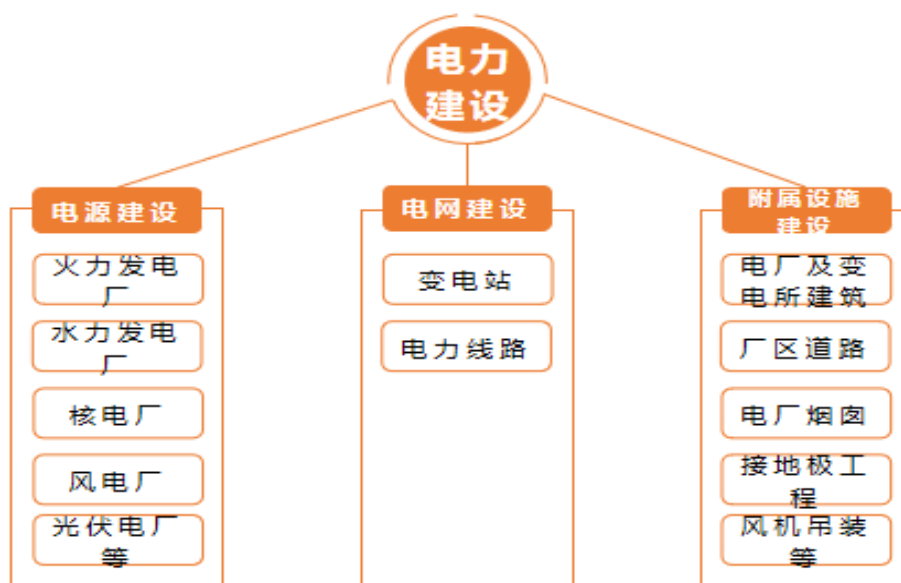 电力
建设
电源建设
火力发电
厂
水力发电
厂
核电厂
风电厂
光伏电厂
等
电网建设
变电站
电力线路
附属设施
建设
电厂及变
电所建筑
厂区道路
电厂烟囱
接地极工
程
风机吊装
等